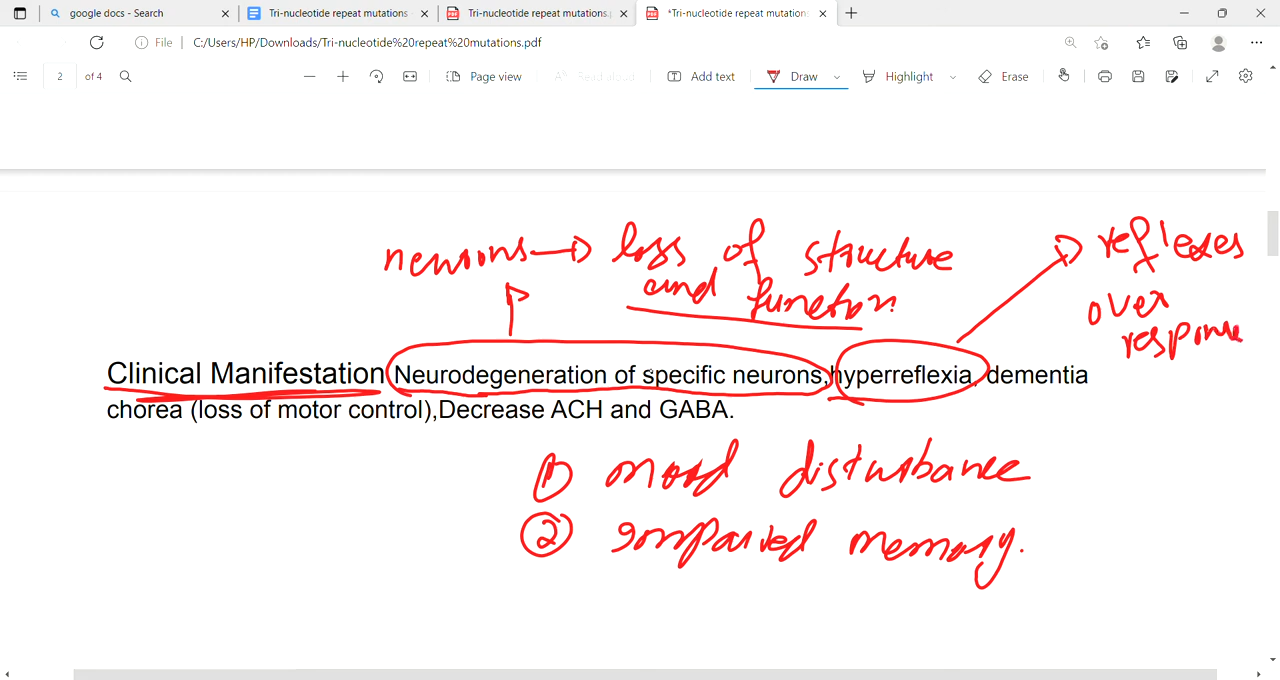 google docs - Search
Tri-nucleotide repeat mutations
Tri-nucleotide repeat mutations.p
*Tri-nucleotide repeat mutations
File
C:/Users/HP/Downloads/Tri-nucleotide%20repeat%20mutations.pdf
2 of 4
Page view
Read aloud
Add text
Draw
Highlight
Erase
neurons loss of structure
and function
reflexes
over
response
Clinical Manifestation Neurodegeneration of specific neurons,hyperreflexia, dementia
chorea (loss of motor control),Decrease ACH and GABA.
1 mood disturbance
2 Impaired memory.